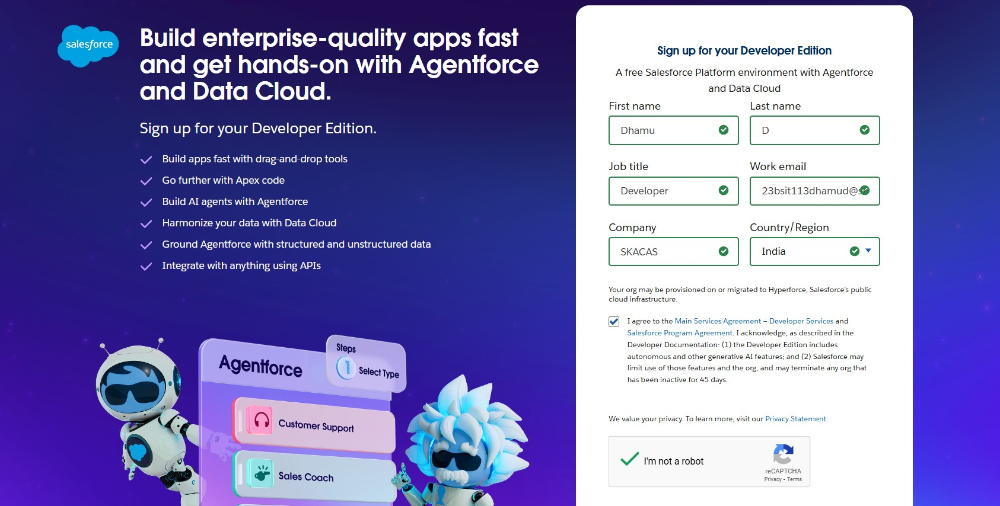 salesforce
Build enterprise-quality apps fast
and get hands-on with Agentforce
and Data Cloud.
Sign up for your Developer Edition.
Build apps fast with drag-and-drop tools
Go further with Apex code
Build AI agents with Agentforce
Harmonize your data with Data Cloud
Ground Agentforce with structured and unstructured data
Integrate with anything using APIs
Agentforce
Steps
1 Select Type
Customer Support
Sales Coach
Sign up for your Developer Edition
A free Salesforce Platform environment with Agentforce
and Data Cloud
First name Last name
Dhamu D
Job title Work email
Developer 23bsit113dhamud@
Company Country/Region
SKACAS India
Your org may be provisioned on or migrated to Hyperforce, Salesforce's public
cloud infrastructure.
I agree to the Main Services Agreement – Developer Services and
Salesforce Program Agreement. I acknowledge, as described in the
Developer Documentation: (1) the Developer Edition includes
autonomous and other generative AI features; and (2) Salesforce may
limit use of those features and the org, and may terminate any org that
has been inactive for 45 days.
We value your privacy. To learn more, visit our Privacy Statement.
I'm not a robot
reCAPTCHA
Privacy - Terms